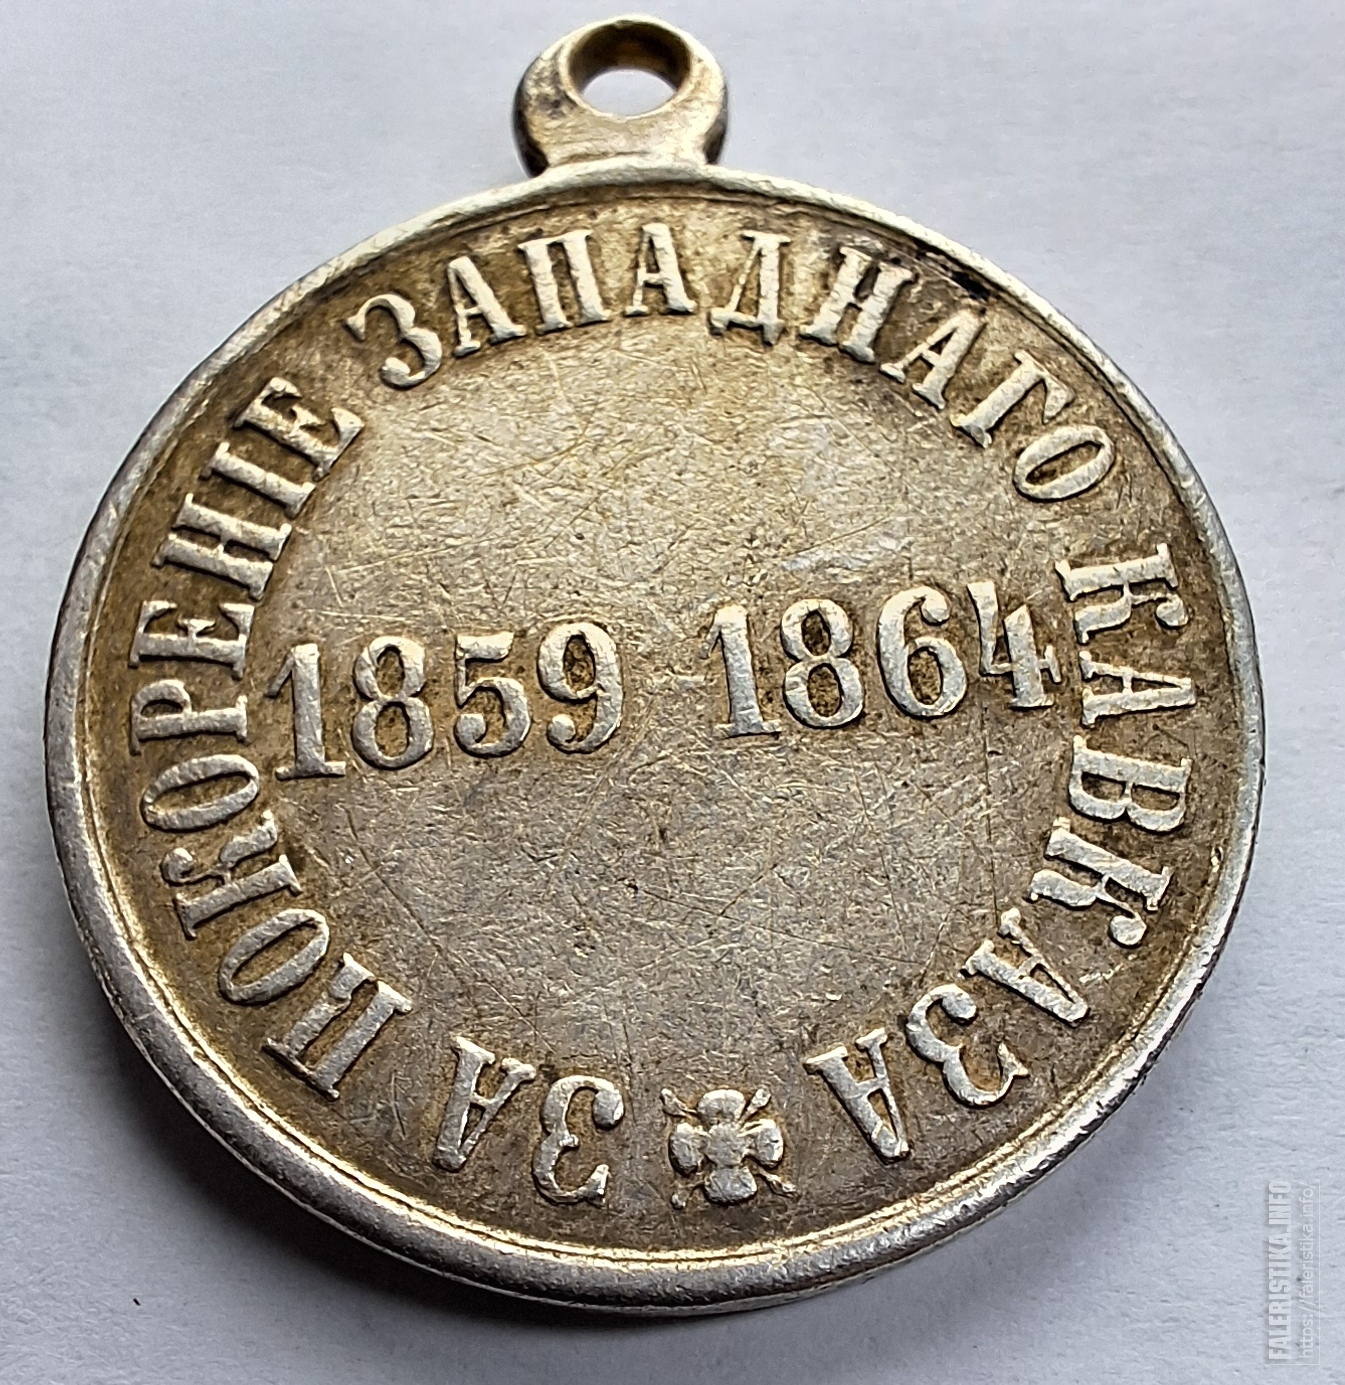 ЗА ПОКОРЕНІЕ ЗАПАДНАГО КАВКАЗА
1859 - 1864
FALERISTIKA.INFO
https://faleristika.info/